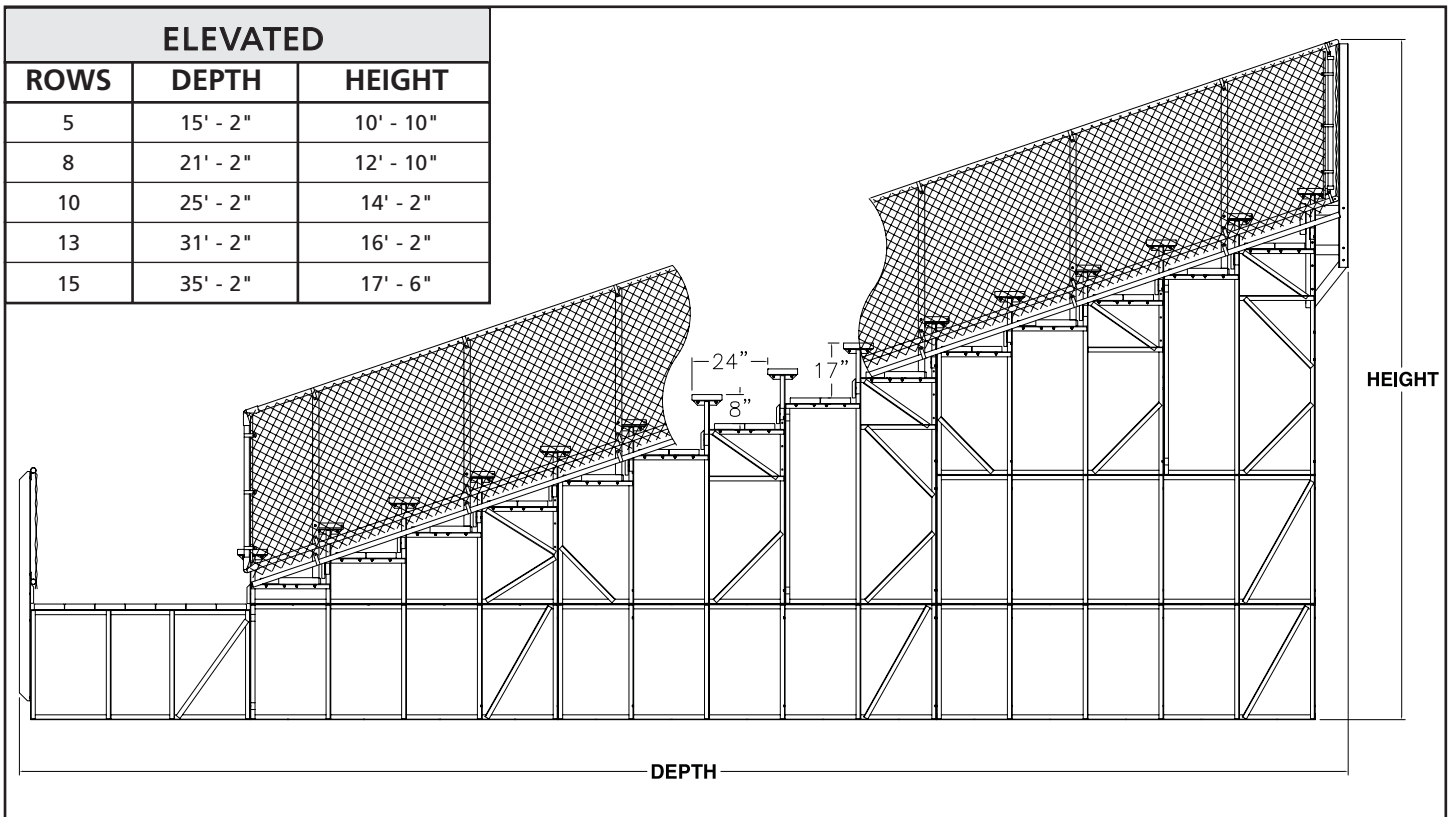 ELEVATED
ROWS DEPTH HEIGHT
5 15' - 2" 10' - 10"
8 21' - 2" 12' - 10"
10 25' - 2" 14' - 2"
13 31' - 2" 16' - 2"
15 35' - 2" 17' - 6"
24”
17”
8”
HEIGHT
DEPTH